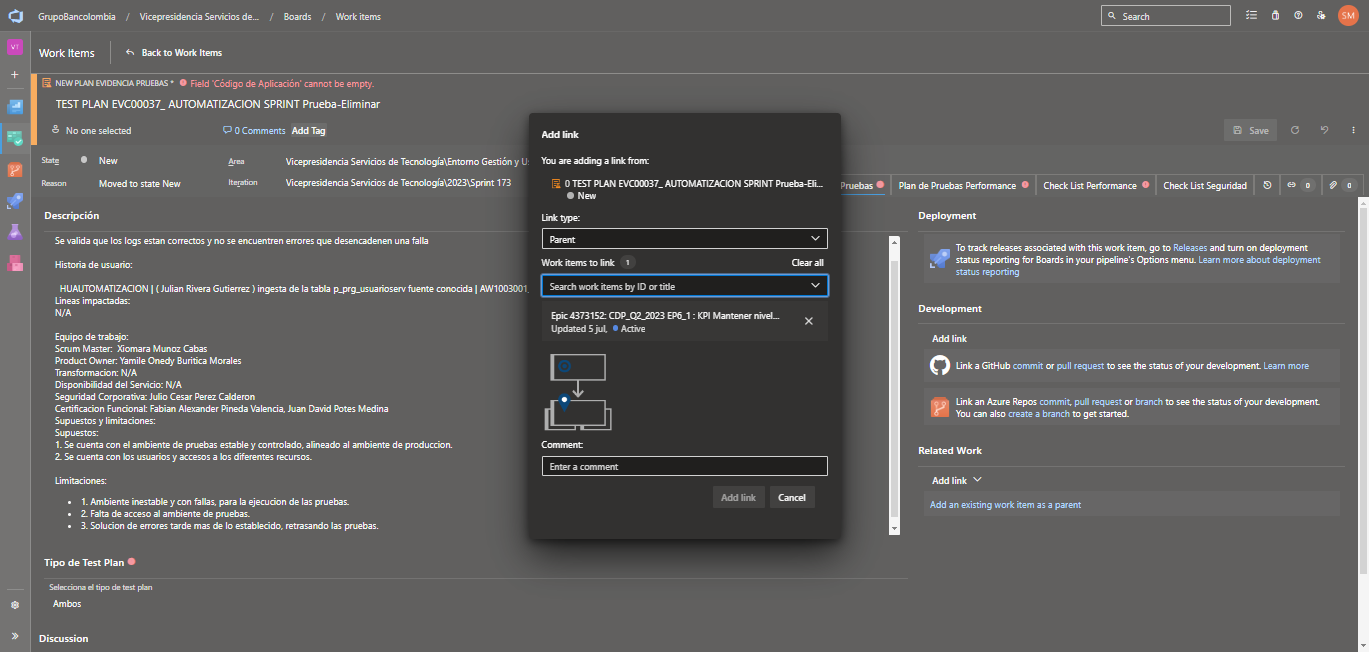 GrupoBancolombia / Vicepresidencia Servicios de... / Boards / Work items
Search
SM
VT
Work Items
Back to Work Items
NEW PLAN EVIDENCIA PRUEBAS * Field 'Código de Aplicación' cannot be empty.
TEST PLAN EVC00037_ AUTOMATIZACION SPRINT Prueba-Eliminar
No one selected
0 Comments
Add Tag
Save
State
New
Area
Vicepresidencia Servicios de Tecnología\Entorno Gestión y Us
Reason
Moved to state New
Iteration
Vicepresidencia Servicios de Tecnología\2023\Sprint 173
Pruebas
Plan de Pruebas Performance
Check List Performance
Check List Seguridad
0
0
Descripción
Se valida que los logs estan correctos y no se encuentren errores que desencadenen una falla
Historia de usuario:
HUAUTOMATIZACION | ( Julian Rivera Gutierrez ) ingesta de la tabla p_prg_usuarioserv fuente conocida | AW1003001_
Lineas impactadas:
N/A
Equipo de trabajo:
Scrum Master: Xiomara Munoz Cabas
Product Owner: Yamile Onedy Buritica Morales
Transformacion: N/A
Disponibilidad del Servicio: N/A
Seguridad Corporativa: Julio Cesar Perez Calderon
Certification Funcional: Fabian Alexander Pineda Valencia, Juan David Potes Medina
Supuestos y limitaciones:
Supuestos:
1. Se cuenta con el ambiente de pruebas estable y controlado, alineado al ambiente de produccion.
2. Se cuenta con los usuarios y accesos a los diferentes recursos.
Limitaciones:
• 1. Ambiente inestable y con fallas, para la ejecucion de las pruebas.
• 2. Falta de acceso al ambiente de pruebas.
• 3. Solucion de errores tarde mas de lo establecido, retrasando las pruebas.
Tipo de Test Plan
Selecciona el tipo de test plan
Ambos
Discussion
Add link
You are adding a link from:
0 TEST PLAN EVC00037_ AUTOMATIZACION SPRINT Prueba-Eli...
New
Link type:
Parent
Work items to link 1
Clear all
Search work items by ID or title
Epic 4373152: CDP_Q2_2023 EP6_1 : KPI Mantener nivel...
Updated 5 jul, Active
Comment:
Enter a comment
Add link
Cancel
Deployment
To track releases associated with this work item, go to Releases and turn on deployment
status reporting for Boards in your pipeline's Options menu. Learn more about deployment
status reporting
Development
Add link
Link a GitHub commit or pull request to see the status of your development. Learn more
Link an Azure Repos commit, pull request or branch to see the status of your development.
You can also create a branch to get started.
Related Work
Add link
Add an existing work item as a parent